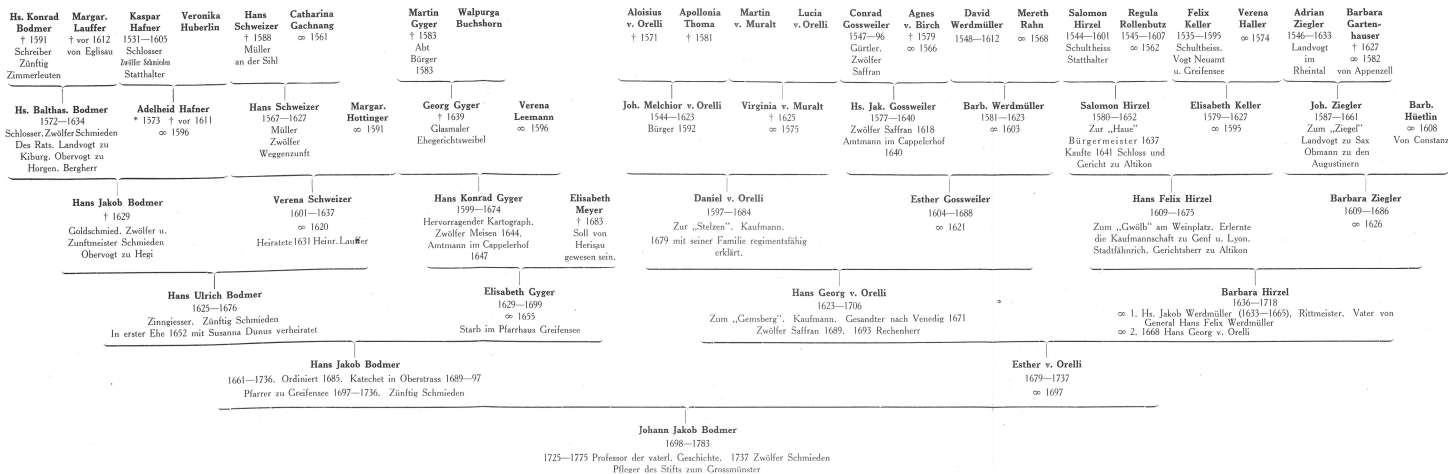 Hs. Konrad
Bodmer
† 1591
Schreiber
Zünftig
Zimmerleuten
Margar.
Lauffer
† vor 1612
von Eglisau
Kaspar
Hafner
1531—1605
Schlosser
Zwölfer Schmieden
Statthalter
Veronika
Huberlin
Hans
Schweizer
† 1588
Müller
an der Sihl
Catharina
Gachnang
∞ 1561
Martin
Gyger
† 1583
Abt
Bürger
1583
Walpurga
Buchshorn
Aloisius
v. Orelli
† 1571
Apollonia
Thoma
† 1581
Martin
v. Muralt
Lucia
v. Orelli
Conrad
Gossweiler
1547—96
Gürtler.
Zwölfer
Saffran
Agnes
v. Birch
† 1579
∞ 1566
David
Werdmüller
1548—1612
Mereth
Rahn
∞ 1568
Salomon
Hirzel
1544—1601
Schultheiss
Statthalter
Regula
Rollenbutz
1545—1607
∞ 1562
Felix
Keller
1535—1595
Schultheiss.
Vogt Neuamt
u. Greifensee
Verena
Haller
∞ 1574
Adrian
Ziegler
1546—1633
Landvogt
im
Rheintal
Barbara
Garten-
hauser
† 1627
∞ 1582
von Appenzell
Hs. Balthas. Bodmer
1572—1634
Schlosser. Zwölfer Schmieden
Des Rats. Landvogt zu
Kiburg. Obervogt zu
Horgen. Bergherr
Adelheid Hafner
* 1573 † vor 1611
∞ 1596
Hans Schweizer
1567—1627
Müller
Zwölfer
Weggenzunft
Margar.
Hottinger
∞ 1591
Georg Gyger
† 1639
Glasmaler
Ehegerichtsweibel
Verena
Leemann
∞ 1596
Joh. Melchior v. Orelli
1544—1623
Bürger 1592
Virginia v. Muralt
† 1625
∞ 1575
Hs. Jak. Gossweiler
1577—1640
Zwölfer Saffran 1618
Amtmann im Cappelerhof
1640
Barb. Werdmüller
1581—1623
∞ 1603
Salomon Hirzel
1580—1652
Zur „Haue"
Bürgermeister 1637
Kaufte 1641 Schloss und
Gericht zu Altikon
Elisabeth Keller
1579—1627
∞ 1595
Joh. Ziegler
1587—1661
Zum „Ziegel"
Landvogt zu Sax
Obmann zu den
Augustinern
Barb.
Hüetlin
∞ 1608
Von Constanz
Hans Jakob Bodmer
† 1629
Goldschmied. Zwölfer u.
Zunftmeister Schmieden
Obervogt zu Hegi
Verena Schweizer
1601—1637
∞ 1620
Heiratete 1631 Heinr. Lauffer
Hans Konrad Gyger
1599—1674
Hervorragender Kartograph.
Zwölfer Meisen 1644.
Amtmann im Cappelerhof
1647
Elisabeth
Meyer
† 1683
Soll von
Herisau
gewesen sein.
Daniel v. Orelli
1597—1684
Zur „Stelzen". Kaufmann.
1679 mit seiner Familie regimentsfähig
erklärt.
Esther Gossweiler
1604—1688
∞ 1621
Hans Felix Hirzel
1609—1675
Zum „Gwölb" am Weinplatz. Erlernte
die Kaufmannschaft zu Genf u. Lyon.
Stadtfähnrich. Gerichtsherr zu Altikon
Barbara Ziegler
1609—1686
∞ 1626
Hans Ulrich Bodmer
1625—1676
Zinngiesser. Zünftig Schmieden
In erster Ehe 1652 mit Susanna Dunus verheiratet
Elisabeth Gyger
1629—1699
∞ 1655
Starb im Pfarrhaus Greifensee
Hans Georg v. Orelli
1623—1706
Zum „Gemsberg". Kaufmann. Gesandter nach Venedig 1671
Zwölfer Saffran 1689. 1693 Rechenherr
Barbara Hirzel
1636—1718
∞ 1. Hs. Jakob Werdmüller (1633—1665), Rittmeister. Vater von
General Hans Felix Werdmüller
∞ 2. 1668 Hans Georg v. Orelli
Hans Jakob Bodmer
1661—1736. Ordiniert 1685. Katechet in Oberstrass 1689—97
Pfarrer zu Greifensee 1697—1736. Zünftig Schmieden
Esther v. Orelli
1679—1737
∞ 1697
Johann Jakob Bodmer
1698—1783
1725—1775 Professor der vaterl. Geschichte. 1737 Zwölfer Schmieden
Pfleger des Stifts zum Grossmünster